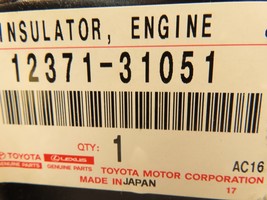 INSULATOR, ENGINE
12371-31051
QTY: 1
TOYOTA LEXUS
GENUINE PARTS GENUINE PARTS
AC16
TOYOTA MOTOR CORPORATION
MADE IN JAPAN 17